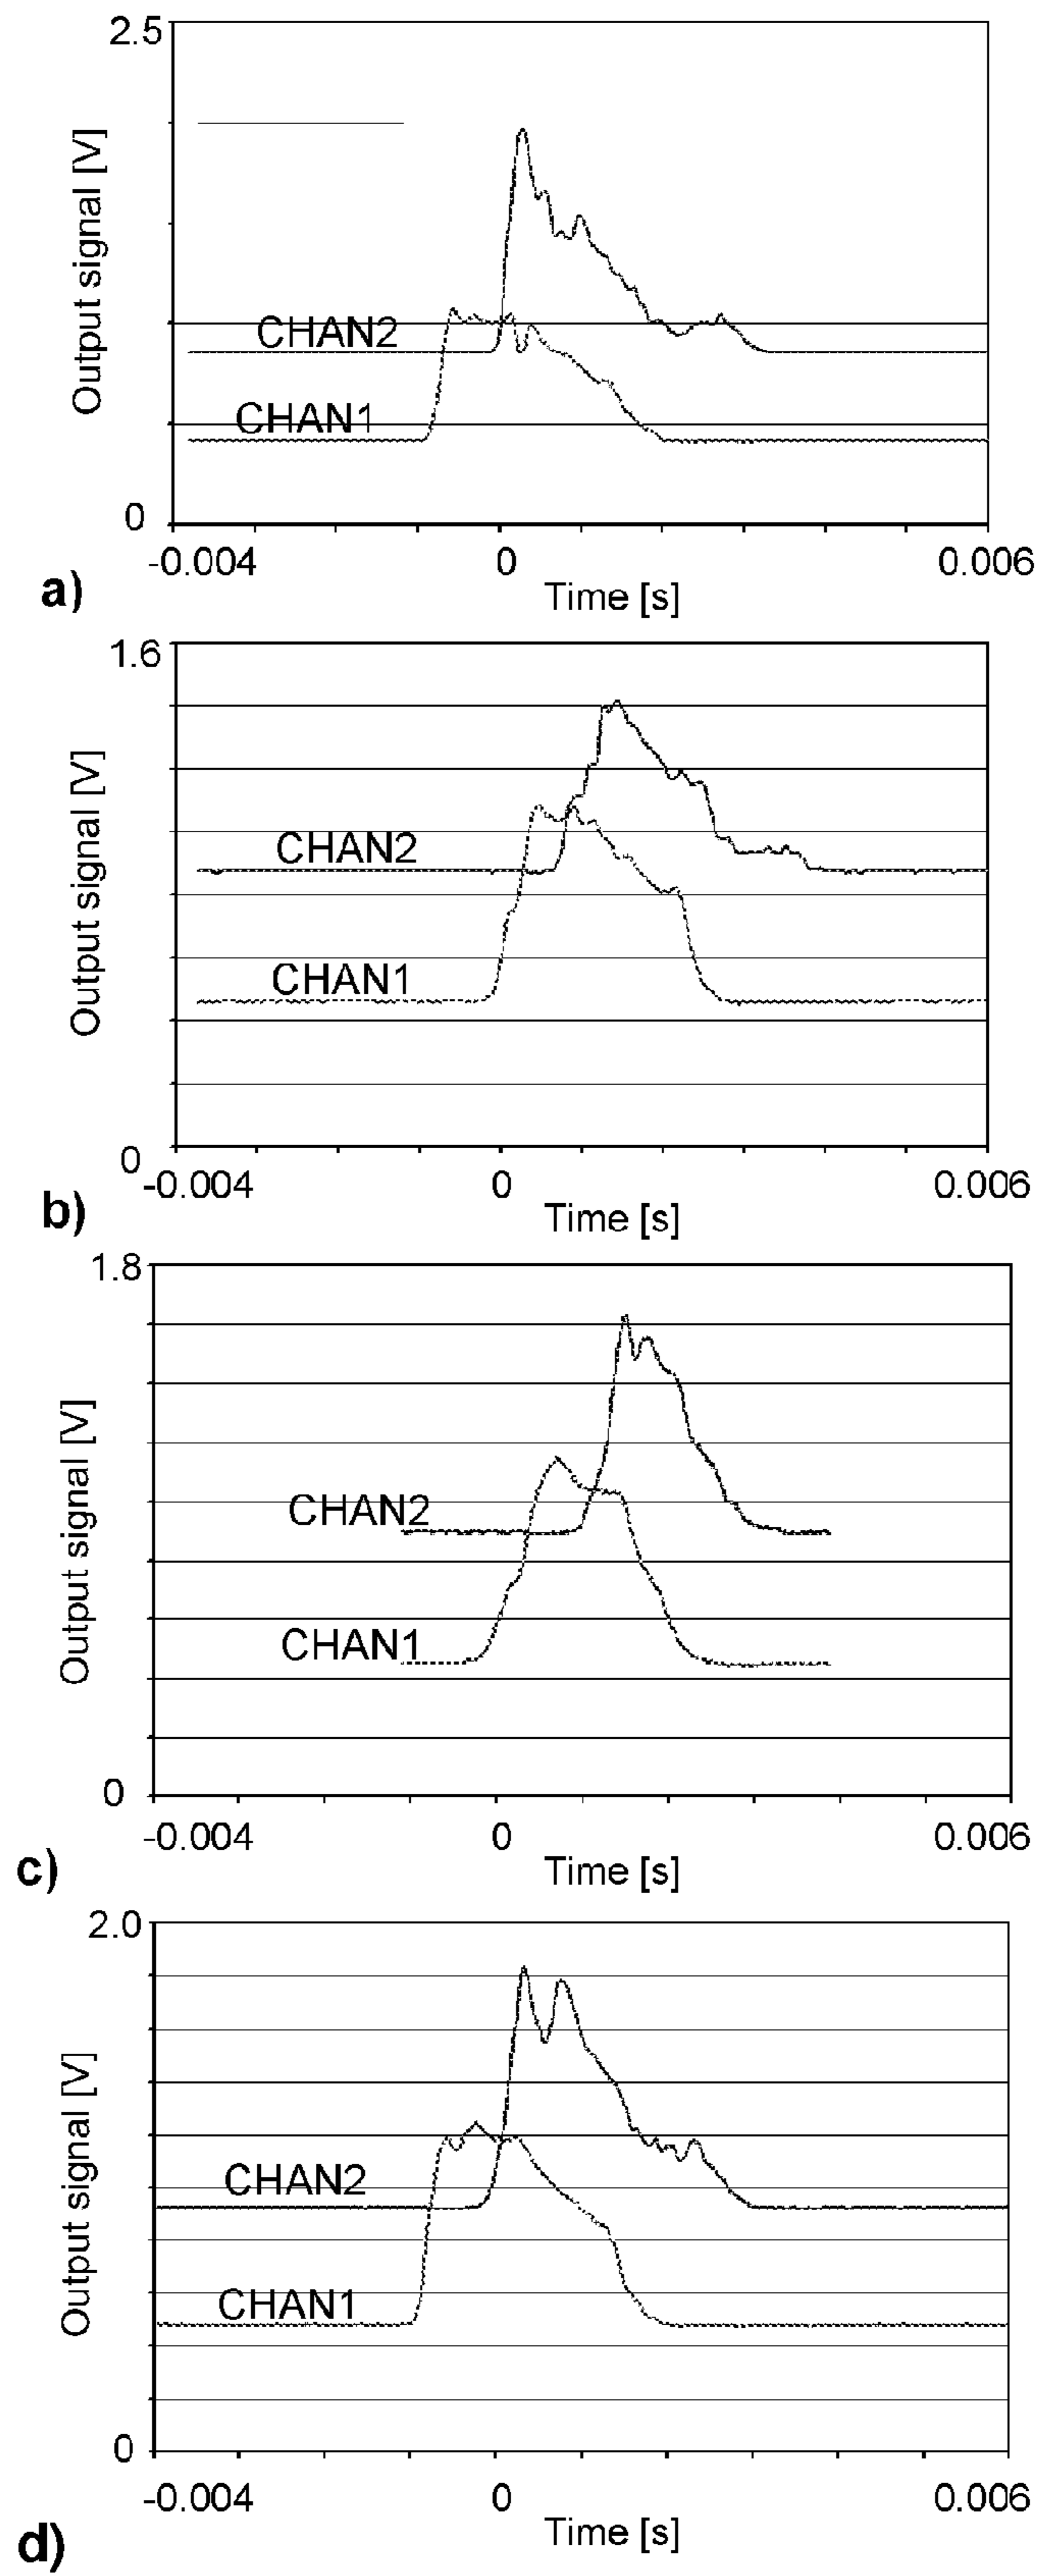 2.5
Output signal [V]
CHAN2
CHAN1
0
-0.004 0 0.006
Time [s]
a)
1.6
Output signal [V]
CHAN2
CHAN1
0
-0.004 0 0.006
Time [s]
b)
1.8
Output signal [V]
CHAN2
CHAN1
0
-0.004 0 0.006
Time [s]
c)
2.0
Output signal [V]
CHAN2
CHAN1
0
-0.004 0 0.006
Time [s]
d)